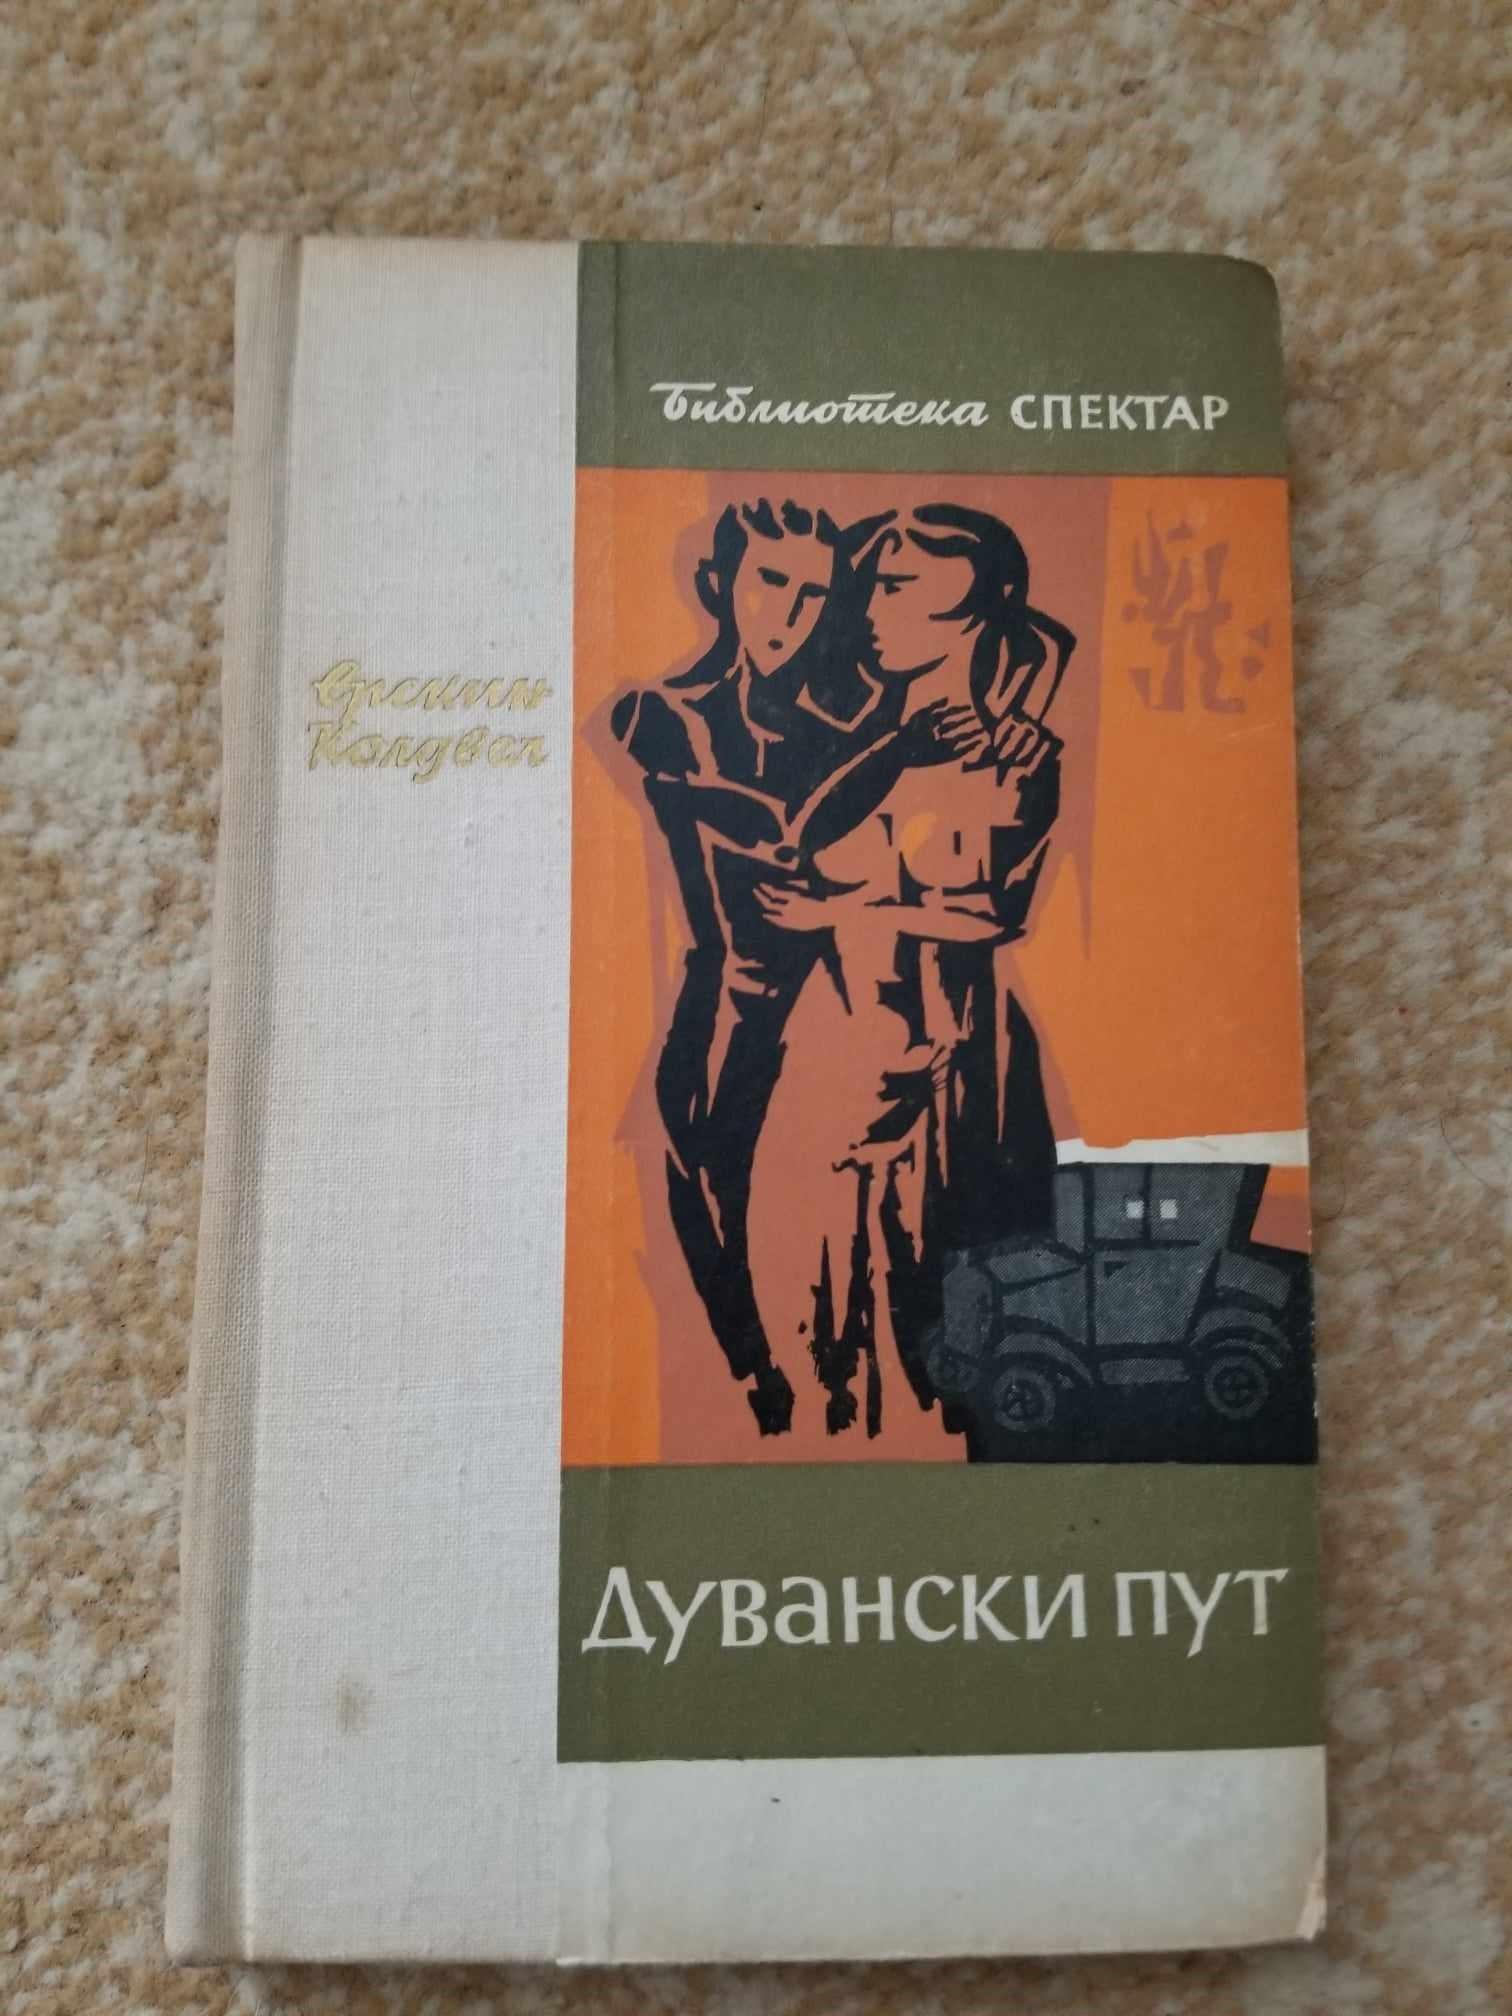 Библиотека СПЕКТАР
Ерскин
Колдвел
Дувански пут